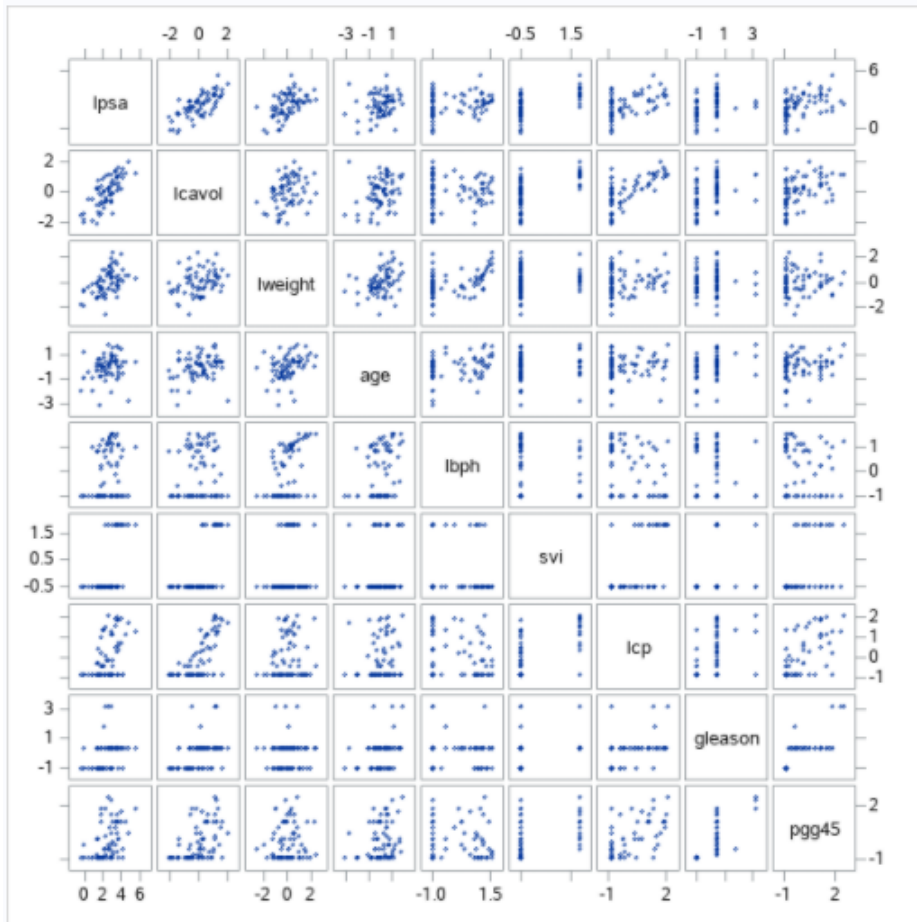 -2 0 2 -3 -1 1 -0.5 1.5 -1 1 3
lpsa 6
0
2
0 lcavol
-2
lweight 2
0
-2
1
-1 age
-3
lbph 1
0
-1
1.5
0.5 svi
-0.5
lcp 2
1
0
-1
3
1 gleason
-1
pgg45 2
-1
0 2 4 6 -2 0 2 -1.0 1.5 -1 2 -1 2